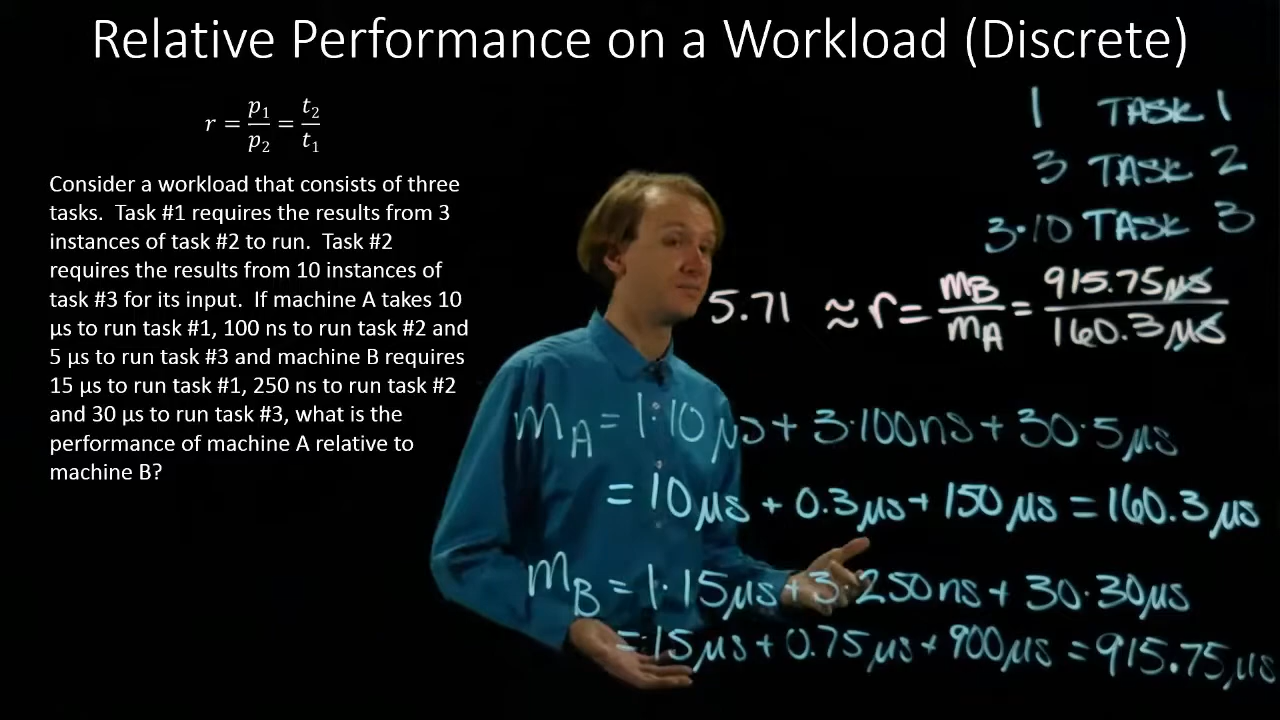 Relative Performance on a Workload (Discrete)
r = p₁/p₂ = t₂/t₁
Consider a workload that consists of three
tasks. Task #1 requires the results from 3
instances of task #2 to run. Task #2
requires the results from 10 instances of
task #3 for its input. If machine A takes 10
µs to run task #1, 100 ns to run task #2 and
5 µs to run task #3 and machine B requires
15 µs to run task #1, 250 ns to run task #2
and 30 µs to run task #3, what is the
performance of machine A relative to
machine B?
1 TASK 1
3 TASK 2
3·10 TASK 3
5.71 ≈ r = mB/mA = 915.75µs/160.3µs
mA = 1·10µs + 3·100ns + 30·5µs
= 10µs + 0.3µs + 150µs = 160.3µs
mB = 1·15µs + 3·250ns + 30·30µs
= 15µs + 0.75µs + 900µs = 915.75µs